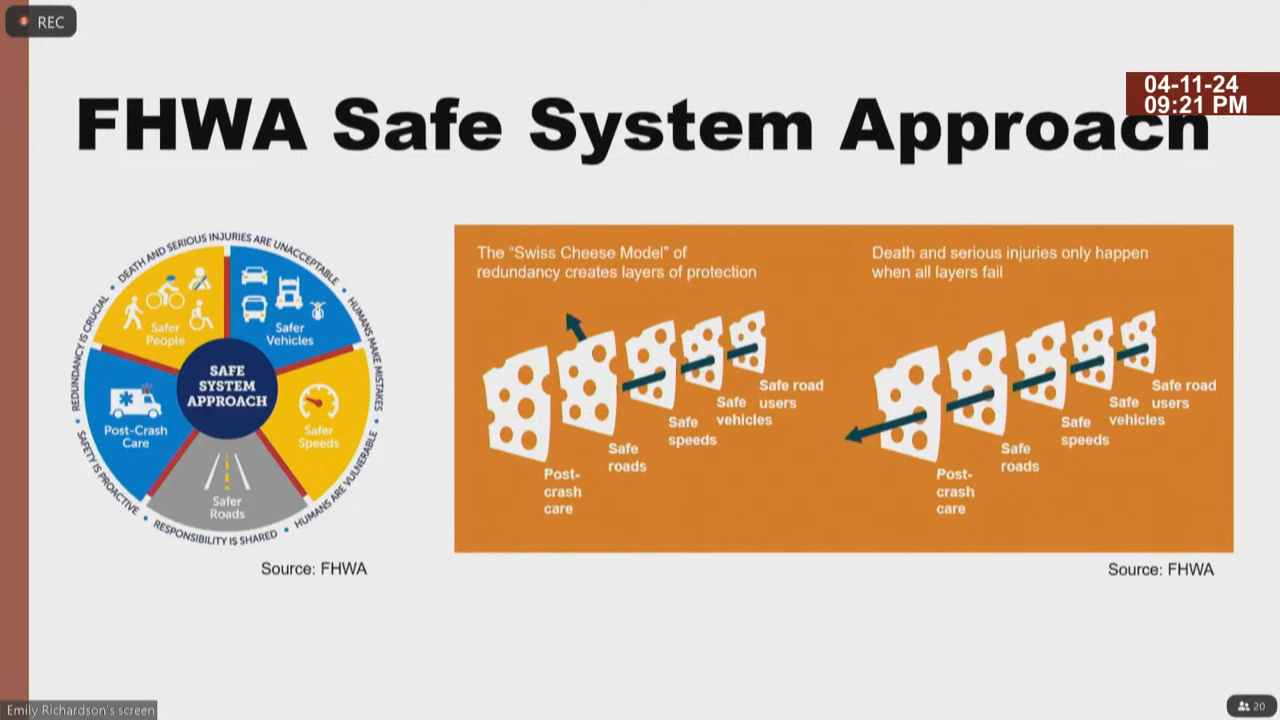 REC
04-11-24
09:21 PM
FHWA Safe System Approach
DEATH AND SERIOUS INJURIES ARE UNACCEPTABLE
HUMANS MAKE MISTAKES
HUMANS ARE VULNERABLE
RESPONSIBILITY IS SHARED
SAFETY IS PROACTIVE
REDUNDANCY IS CRUCIAL
Safer
People
Safer
Vehicles
SAFE
SYSTEM
APPROACH
Post-Crash
Care
Safer
Speeds
Safer
Roads
Source: FHWA
The “Swiss Cheese Model” of
redundancy creates layers of protection
Safe road
users
Safe
vehicles
Safe
speeds
Safe
roads
Post-
crash
care
Death and serious injuries only happen
when all layers fail
Safe road
users
Safe
vehicles
Safe
speeds
Safe
roads
Post-
crash
care
Source: FHWA
Emily Richardson's screen
20